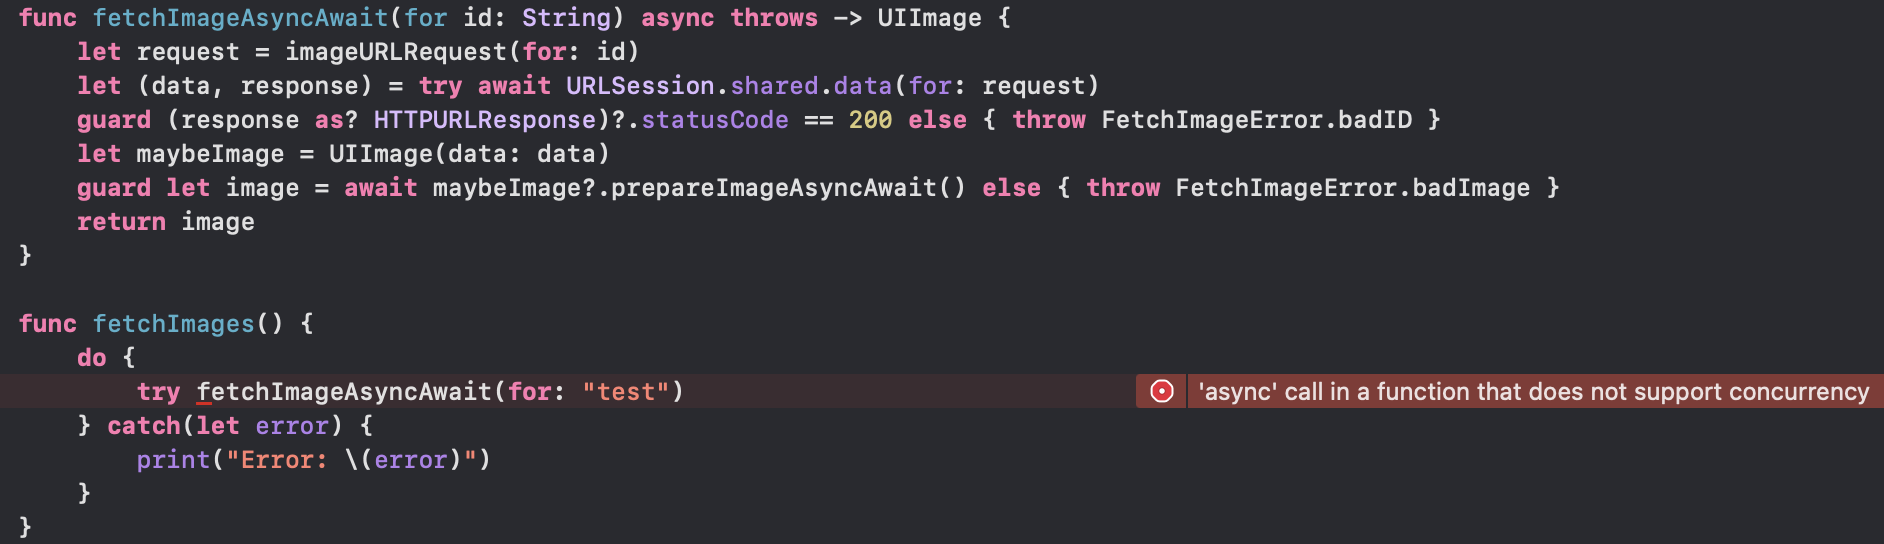 func fetchImageAsyncAwait(for id: String) async throws -> UIImage {
    let request = imageURLRequest(for: id)
    let (data, response) = try await URLSession.shared.data(for: request)
    guard (response as? HTTPURLResponse)?.statusCode == 200 else { throw FetchImageError.badID }
    let maybeImage = UIImage(data: data)
    guard let image = await maybeImage?.prepareImageAsyncAwait() else { throw FetchImageError.badImage }
    return image
}

func fetchImages() {
    do {
        try fetchImageAsyncAwait(for: "test") 'async' call in a function that does not support concurrency
    } catch(let error) {
        print("Error: \(error)")
    }
}